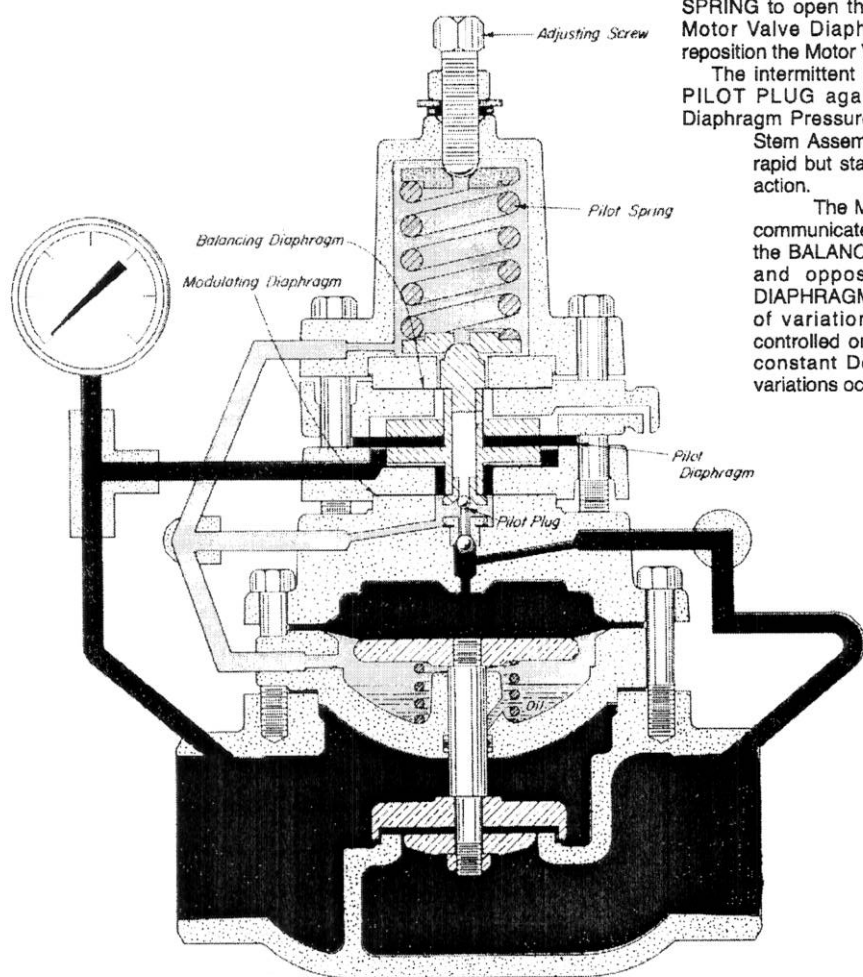 SPRING to open th
Motor Valve Diaph
reposition the Motor
The intermittent
PILOT PLUG aga
Diaphragm Pressure
Stem Assem
rapid but sta
action.
The M
communicate
the BALANC
and oppos
DIAPHRAGM
of variation
controlled or
constant De
variations oc
Adjusting Screw
Pilot Spring
Balancing Diaphragm
Modulating Diaphragm
Pilot
Diaphragm
Pilot Plug
Oil